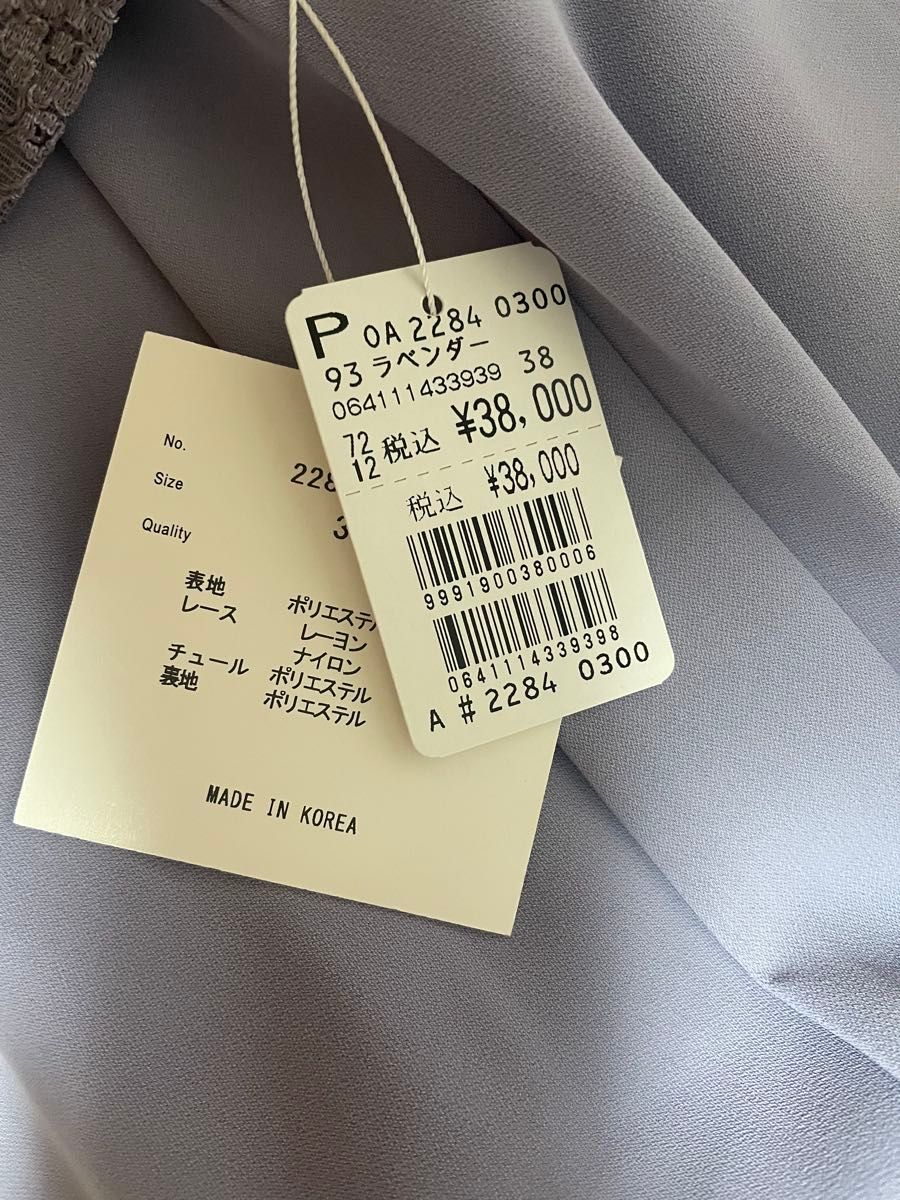 P 0A 2284 0300
93 ラベンダー
064111433939 38
72
12 税込 ¥38,000
税込 ¥38,000
9991900380006
0641114339398
A #2284 0300
No.
Size
Quality
表地 ポリエステル
レース レーヨン
ナイロン
チュール ポリエステル
裏地 ポリエステル
MADE IN KOREA